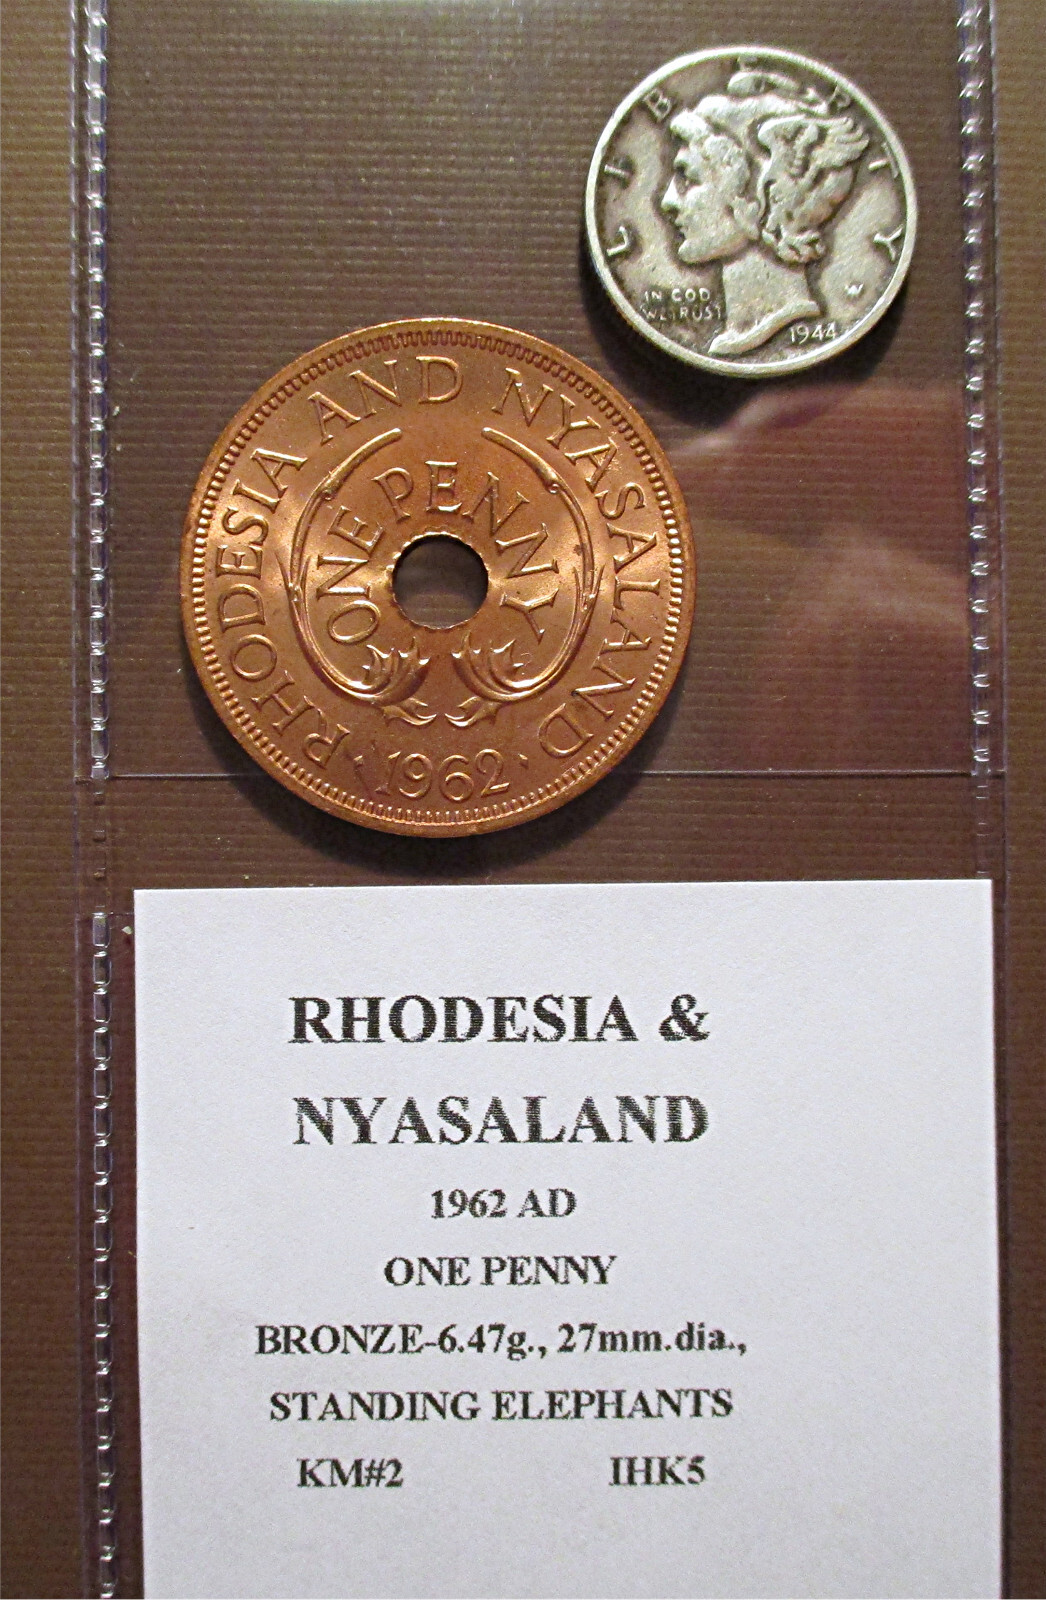 LIBERTY
IN GOD
WE TRUST
1944
W
RHODESIA AND NYASALAND
ONE PENNY
·1962·
RHODESIA &
NYASALAND
1962 AD
ONE PENNY
BRONZE-6.47g., 27mm.dia.,
STANDING ELEPHANTS
KM#2 IHK5